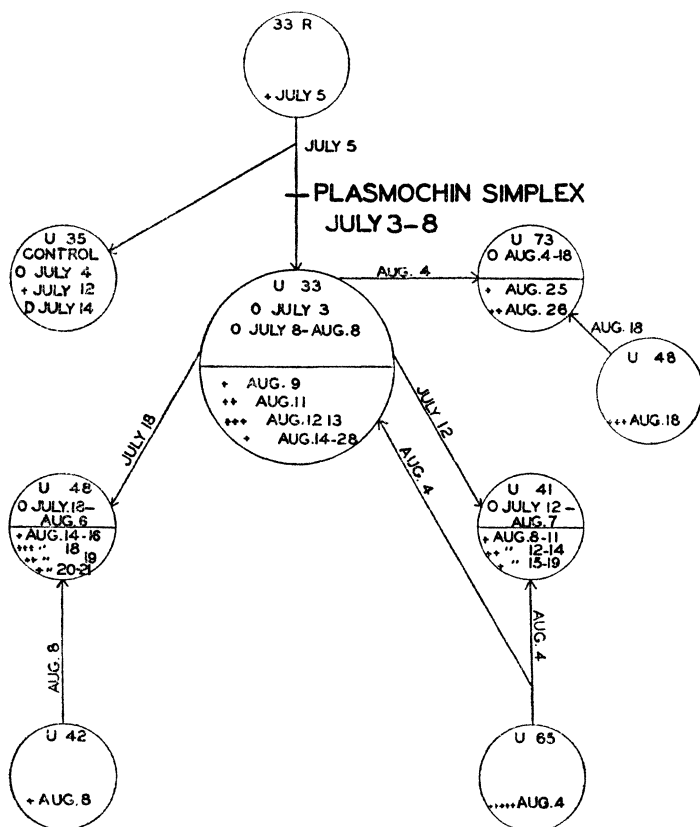 33 R
+ JULY 5
JULY 5
PLASMOCHIN SIMPLEX
JULY 3-8
U 35
CONTROL
O JULY 4
+ JULY 12
D JULY 14
U 73
O AUG. 4-18
+ AUG. 25
++ AUG. 26
AUG. 4
U 33
O JULY 3
O JULY 8-AUG. 8
+ AUG. 9
++ AUG. 11
+++ AUG. 12 13
+ AUG. 14-28
AUG. 18
U 48
+++ AUG. 18
JULY 18
JULY 12
AUG. 4
U 48
O JULY. 18-
AUG. 6
+ AUG. 14-16
+++ " 18
++ " 19
+ " 20-21
U 41
O JULY 12-
AUG. 7
+ AUG. 8-11
++ " 12-14
+ " 15-19
AUG. 8
AUG. 4
U 42
+ AUG. 8
U 65
+++++ AUG. 4